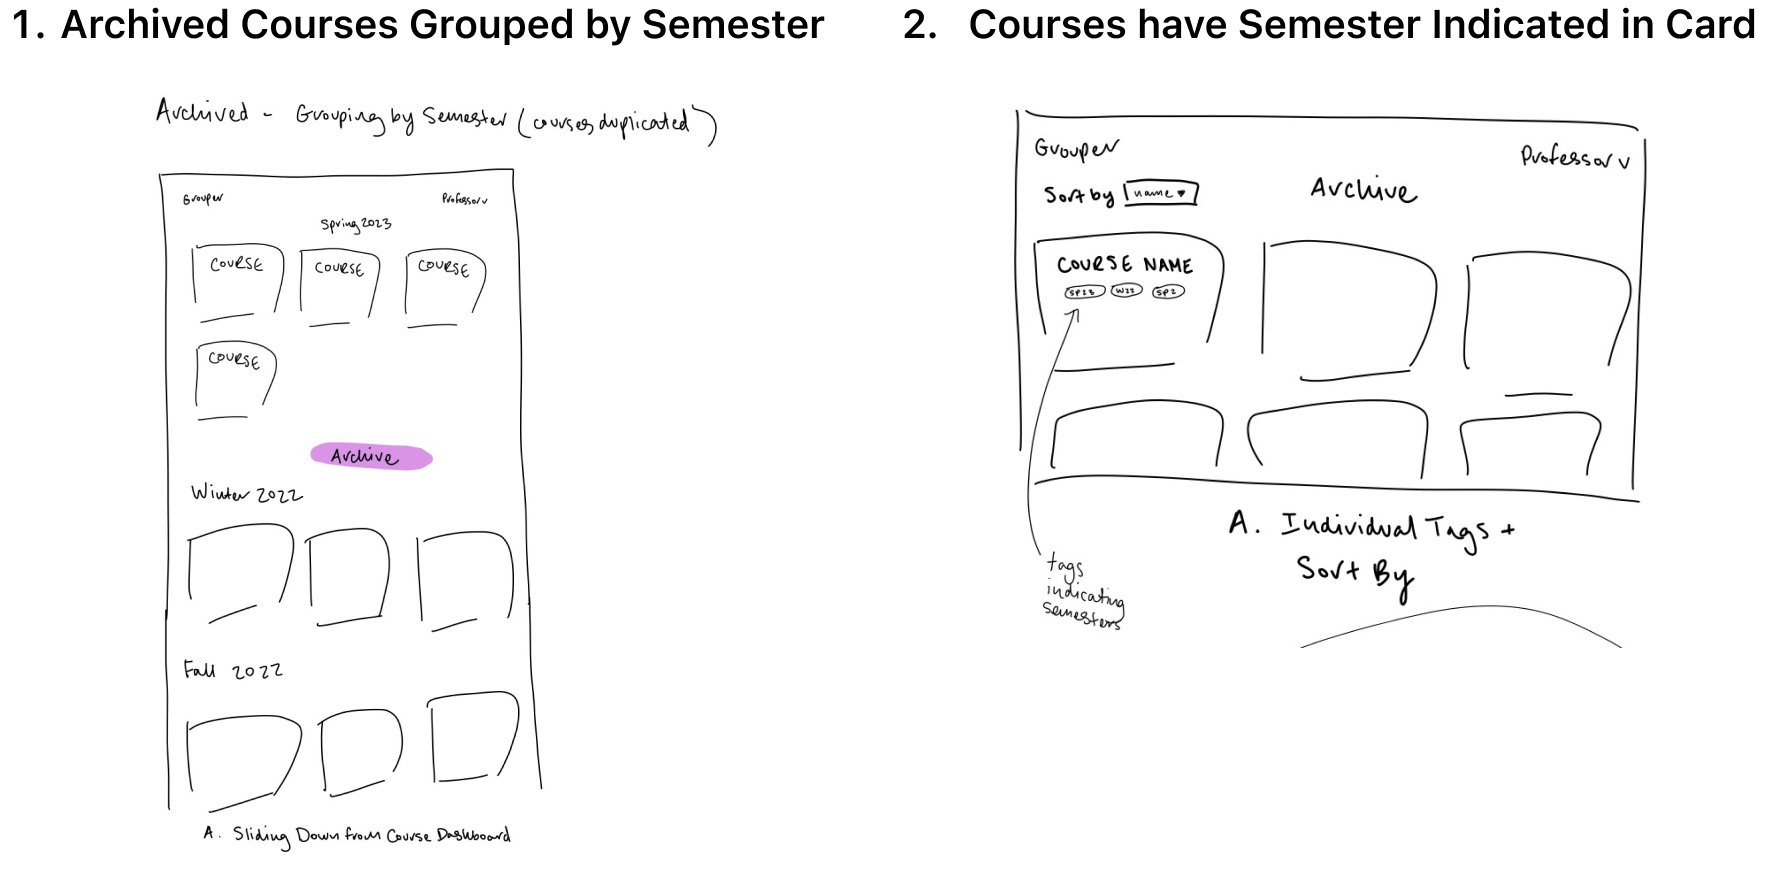 1. Archived Courses Grouped by Semester
Archived - Grouping by Semester (courses duplicated)
Grouper
Professor v
Spring 2023
COURSE
COURSE
COURSE
COURSE
Archive
Winter 2022
Fall 2022
A. Sliding Down from Course Dashboard
2. Courses have Semester Indicated in Card
Grouper
Professor v
Sort by name ▾
Archive
COURSE NAME
SP23 W22 SP2
tags
indicating
semesters
A. Individual Tags +
Sort By